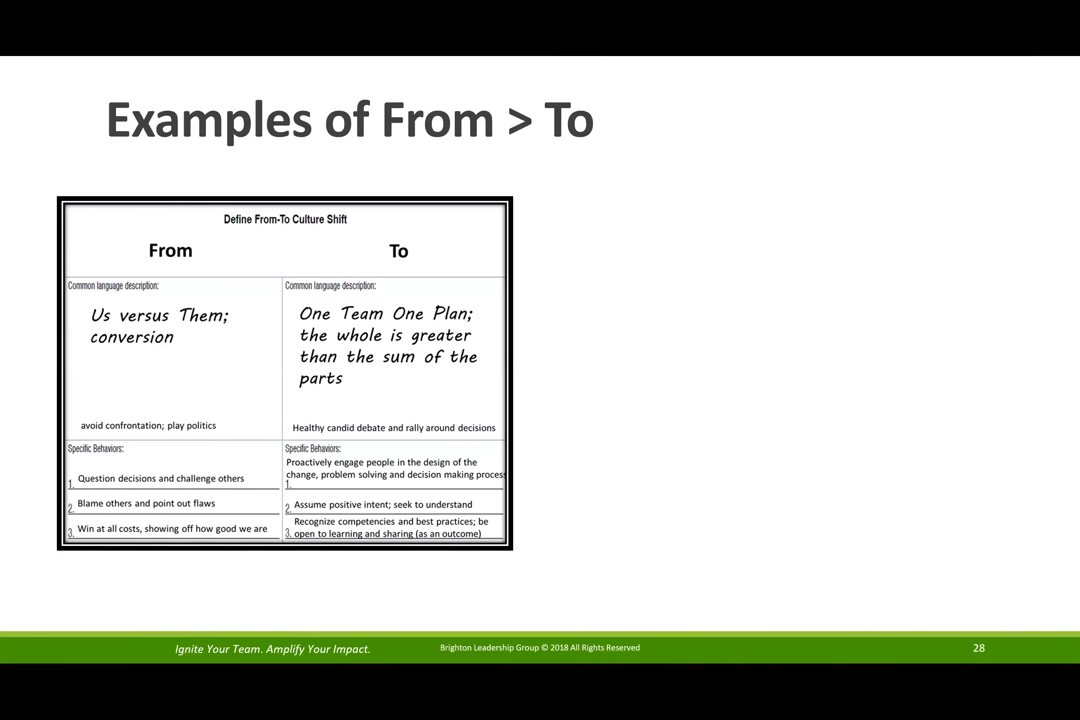 Examples of From > To
Define From-To Culture Shift
From
To
Common language description:
Us versus Them;
conversion
avoid confrontation; play politics
Common language description:
One Team One Plan;
the whole is greater
than the sum of the
parts
Healthy candid debate and rally around decisions
Specific Behaviors:
1. Question decisions and challenge others
2. Blame others and point out flaws
3. Win at all costs, showing off how good we are
Specific Behaviors:
Proactively engage people in the design of the
change, problem solving and decision making process
1.
2. Assume positive intent; seek to understand
Recognize competencies and best practices; be
3. open to learning and sharing (as an outcome)
Ignite Your Team. Amplify Your Impact.
Brighton Leadership Group © 2018 All Rights Reserved
28